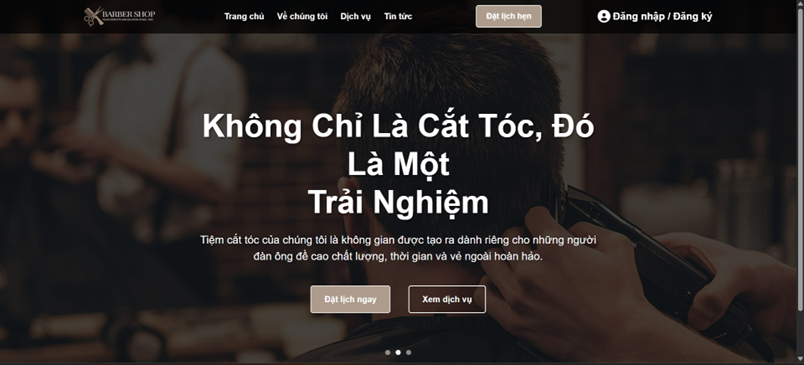 BARBER SHOP
Trang chủ
Về chúng tôi
Dịch vụ
Tin tức
Đặt lịch hẹn
Đăng nhập / Đăng ký
Không Chỉ Là Cắt Tóc, Đó
Là Một
Trải Nghiệm
Tiệm cắt tóc của chúng tôi là không gian được tạo ra dành riêng cho những người
đàn ông đề cao chất lượng, thời gian và vẻ ngoài hoàn hảo.
Đặt lịch ngay
Xem dịch vụ